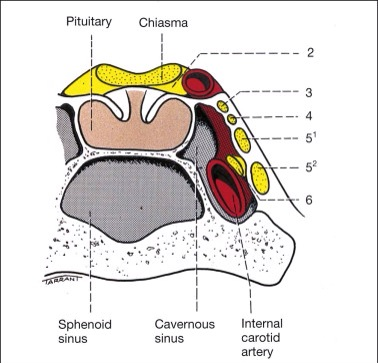 Pituitary Chiasma
2
3
4
5¹
5²
6
TARRANT
Sphenoid sinus
Cavernous sinus
Internal carotid artery